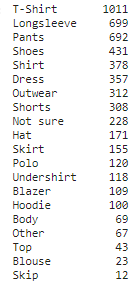 T-Shirt 1011
Longsleeve 699
Pants 692
Shoes 431
Shirt 378
Dress 357
Outwear 312
Shorts 308
Not sure 228
Hat 171
Skirt 155
Polo 120
Undershirt 118
Blazer 109
Hoodie 100
Body 69
Other 67
Top 43
Blouse 23
Skip 12